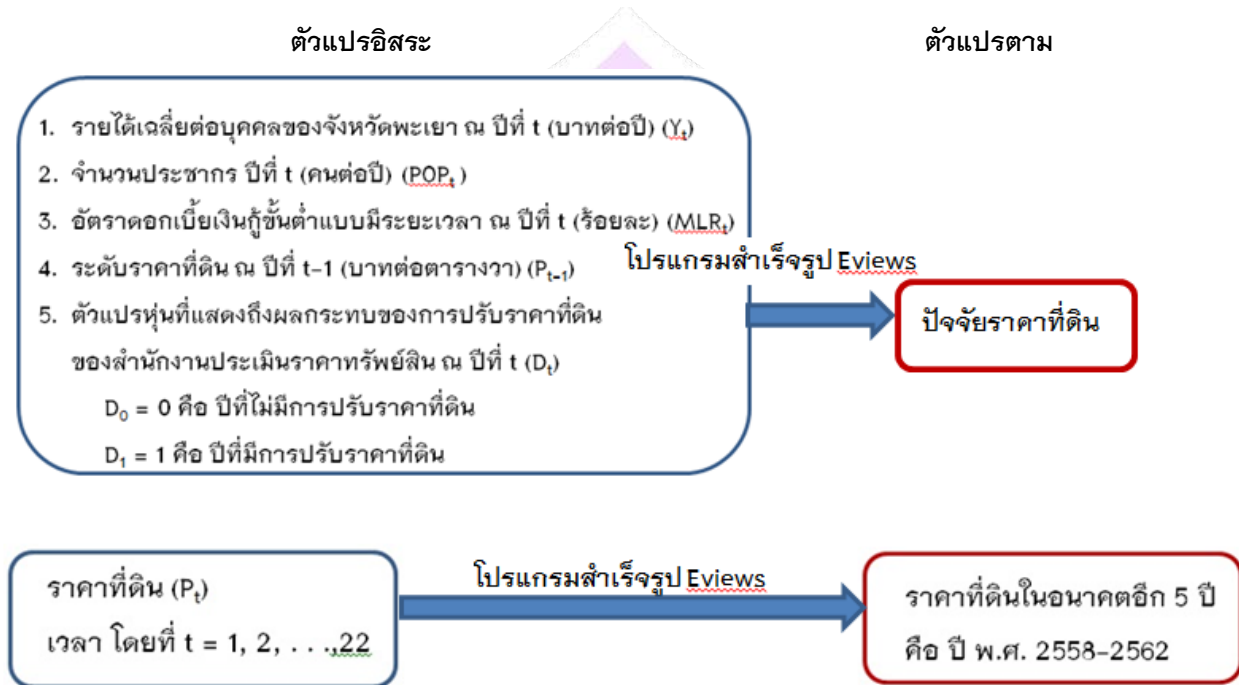 ตัวแปรอิสระ
ตัวแปรตาม
1. รายได้เฉลี่ยต่อบุคคลของจังหวัดพะเยา ณ ปีที่ t (บาทต่อปี) (Yₜ)
2. จำนวนประชากร ปีที่ t (คนต่อปี) (POPₜ )
3. อัตราดอกเบี้ยเงินกู้ขั้นต่ำแบบมีระยะเวลา ณ ปีที่ t (ร้อยละ) (MLRₜ)
4. ระดับราคาที่ดิน ณ ปีที่ t-1 (บาทต่อตารางวา) (Pₜ₋₁)
5. ตัวแปรหุ่นที่แสดงถึงผลกระทบของการปรับราคาที่ดิน
ของสำนักงานประเมินราคาทรัพย์สิน ณ ปีที่ t (Dₜ)
D₀ = 0 คือ ปีที่ไม่มีการปรับราคาที่ดิน
D₁ = 1 คือ ปีที่มีการปรับราคาที่ดิน
โปรแกรมสำเร็จรูป Eviews
ปัจจัยราคาที่ดิน
ราคาที่ดิน (Pₜ)
เวลา โดยที่ t = 1, 2, . . .,22
โปรแกรมสำเร็จรูป Eviews
ราคาที่ดินในอนาคตอีก 5 ปี
คือ ปี พ.ศ. 2558-2562